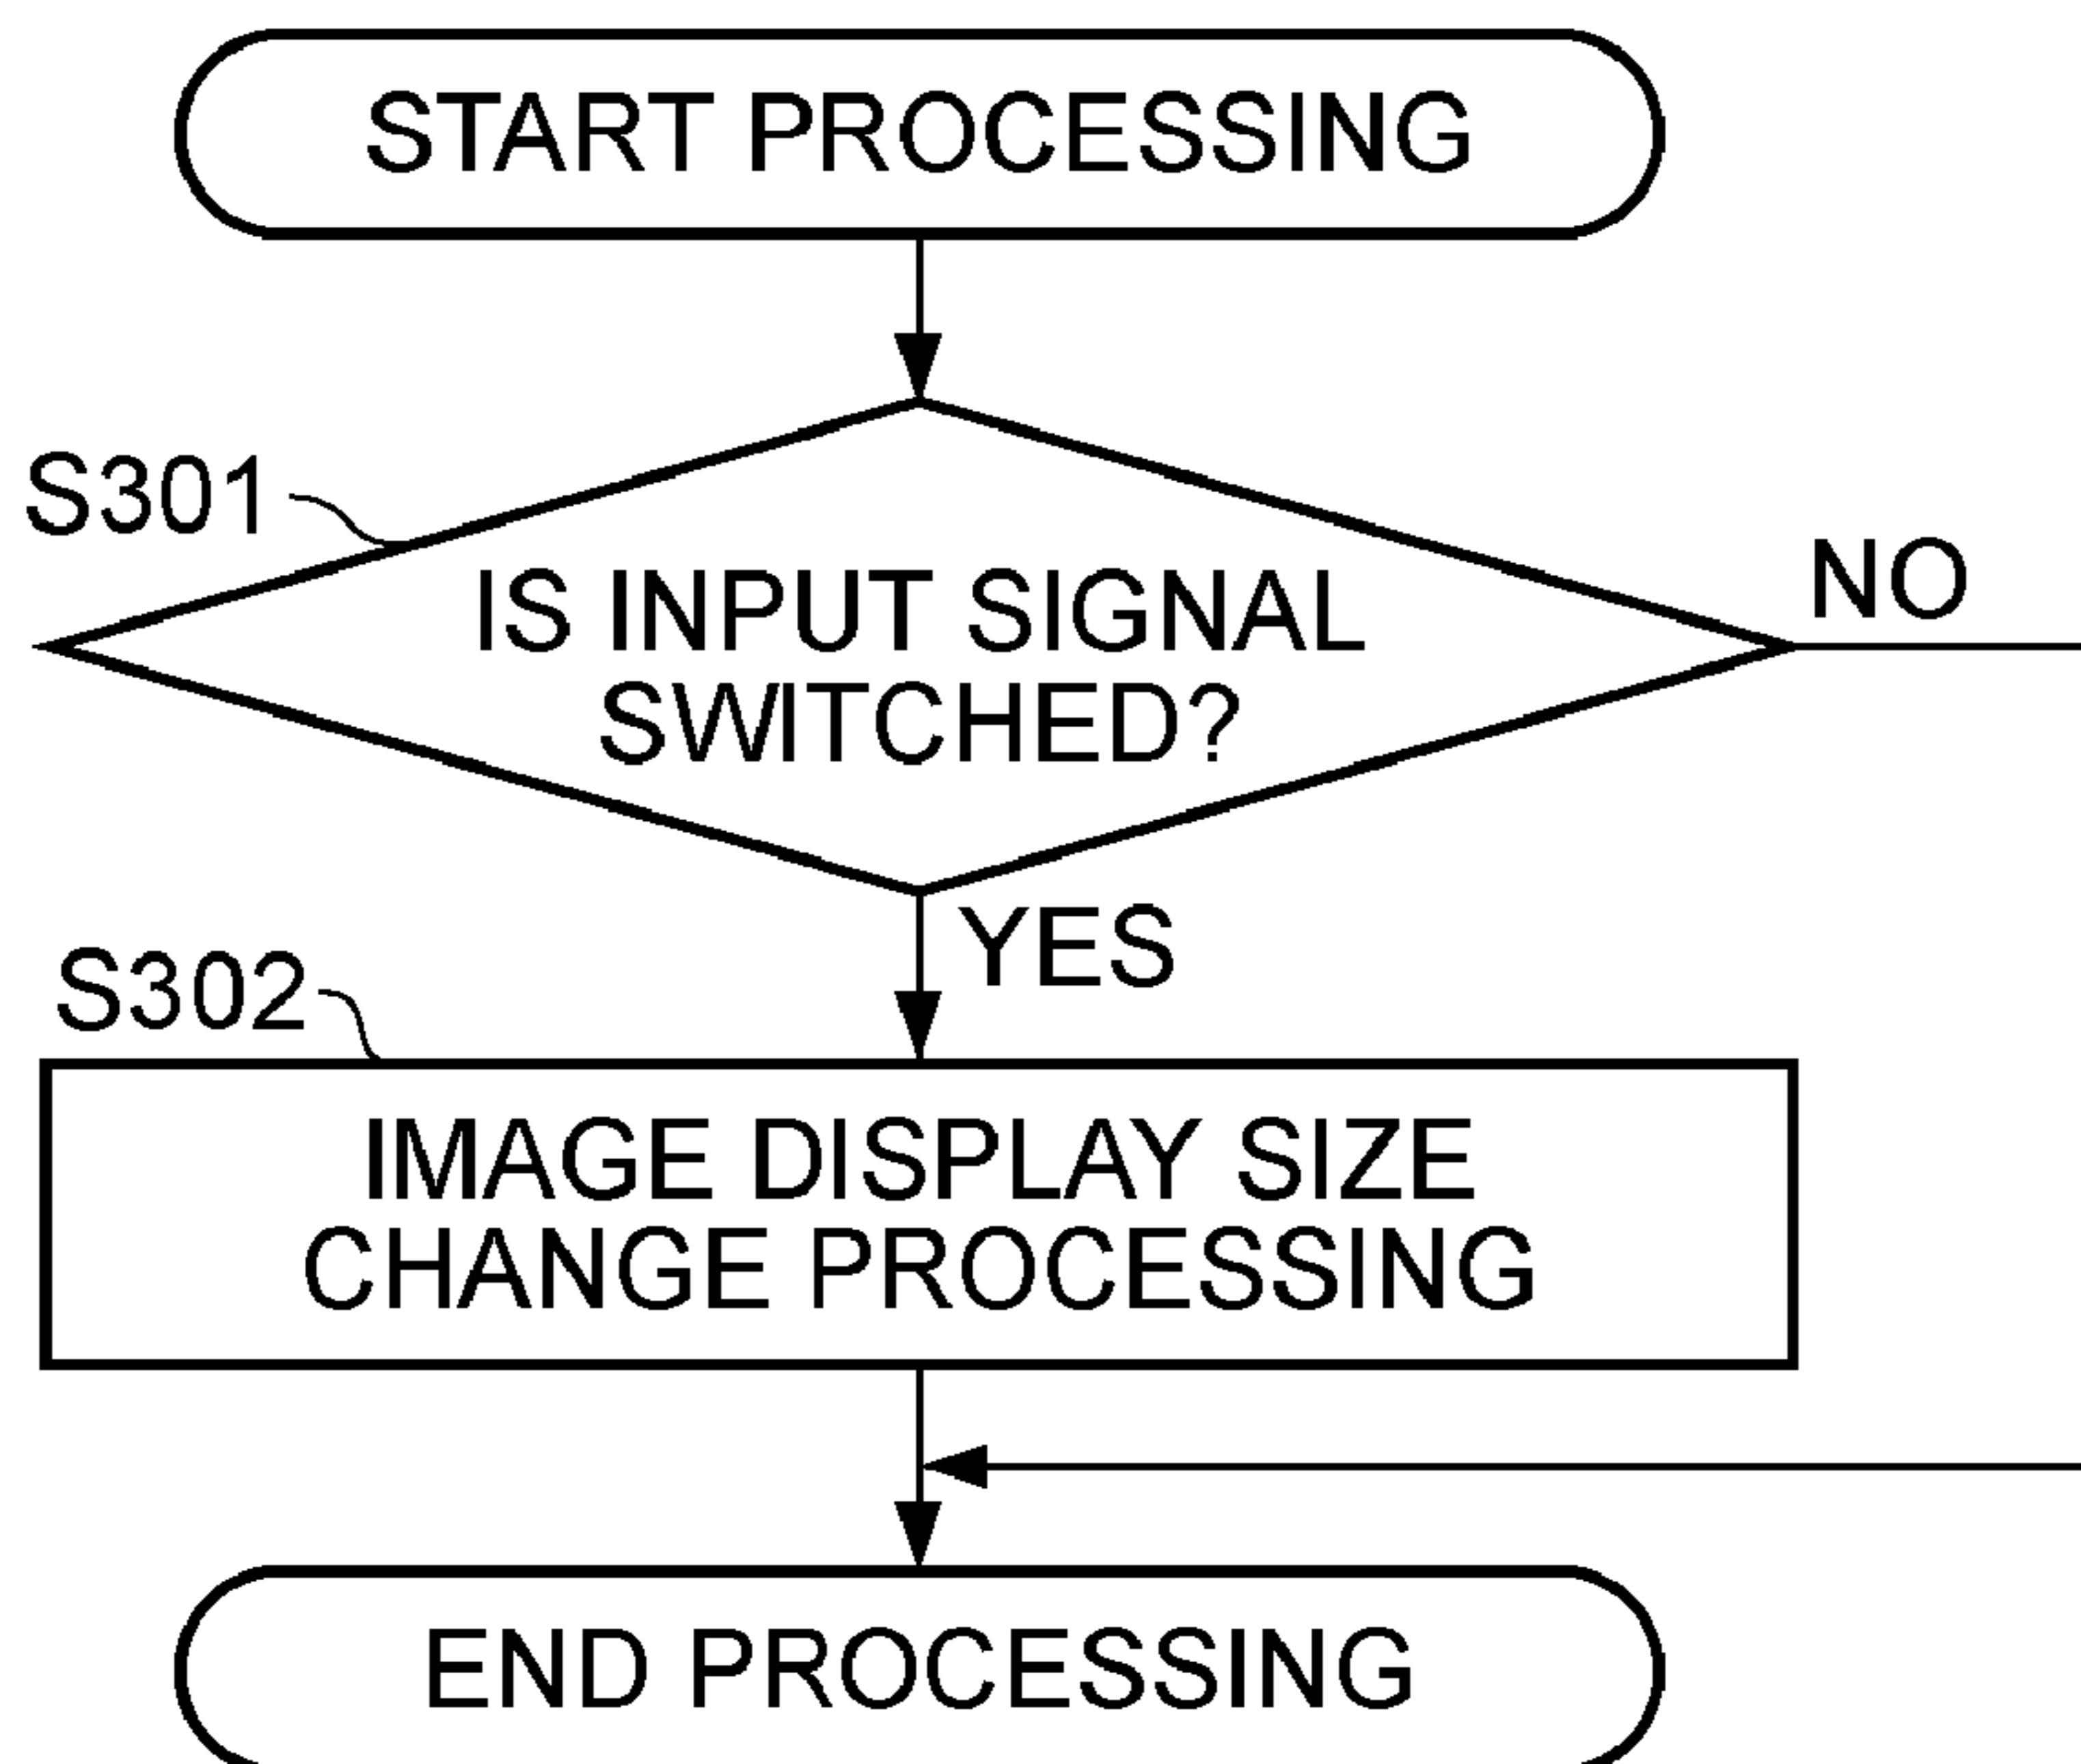 START PROCESSING
S301
IS INPUT SIGNAL
SWITCHED?
NO
YES
S302
IMAGE DISPLAY SIZE
CHANGE PROCESSING
END PROCESSING